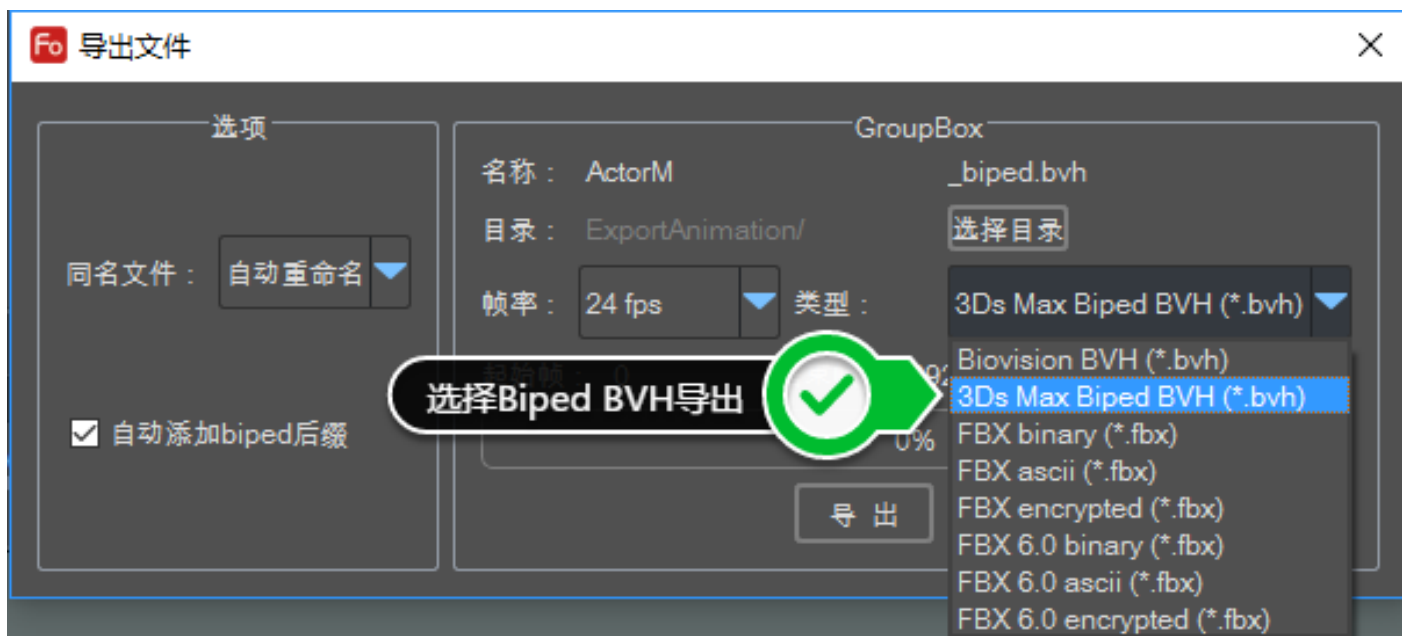 Fo 导出文件
选项
GroupBox
名称： ActorM _biped.bvh
目录： ExportAnimation/ 选择目录
同名文件： 自动重命名
帧率： 24 fps 类型： 3Ds Max Biped BVH (*.bvh)
Biovision BVH (*.bvh)
起始帧： 0
选择Biped BVH导出
3Ds Max Biped BVH (*.bvh)
自动添加biped后缀
0%
FBX binary (*.fbx)
FBX ascii (*.fbx)
导 出
FBX encrypted (*.fbx)
FBX 6.0 binary (*.fbx)
FBX 6.0 ascii (*.fbx)
FBX 6.0 encrypted (*.fbx)